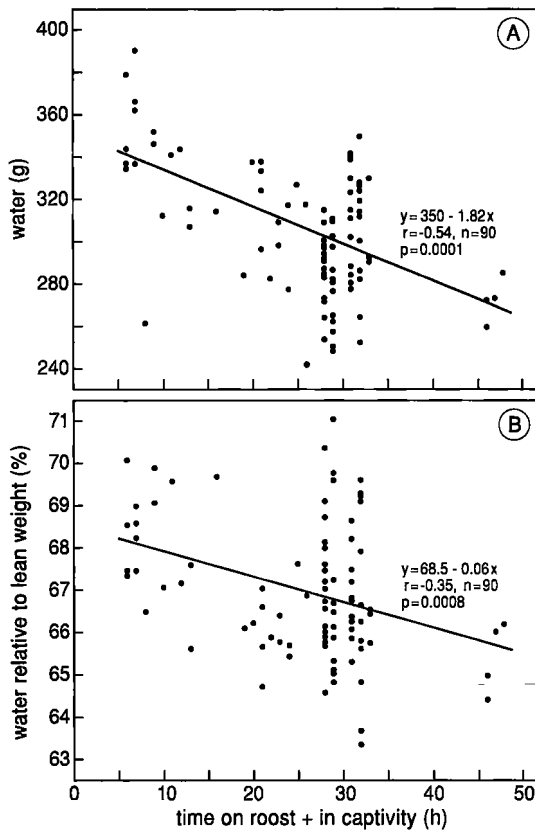 A
400
360
320
280
240
water (g)
y=350 - 1.82x
r=-0.54, n=90
p=0.0001
B
71
70
69
68
67
66
65
64
63
water relative to lean weight (%)
y=68.5 - 0.06x
r=-0.35, n=90
p=0.0008
0 10 20 30 40 50
time on roost + in captivity (h)